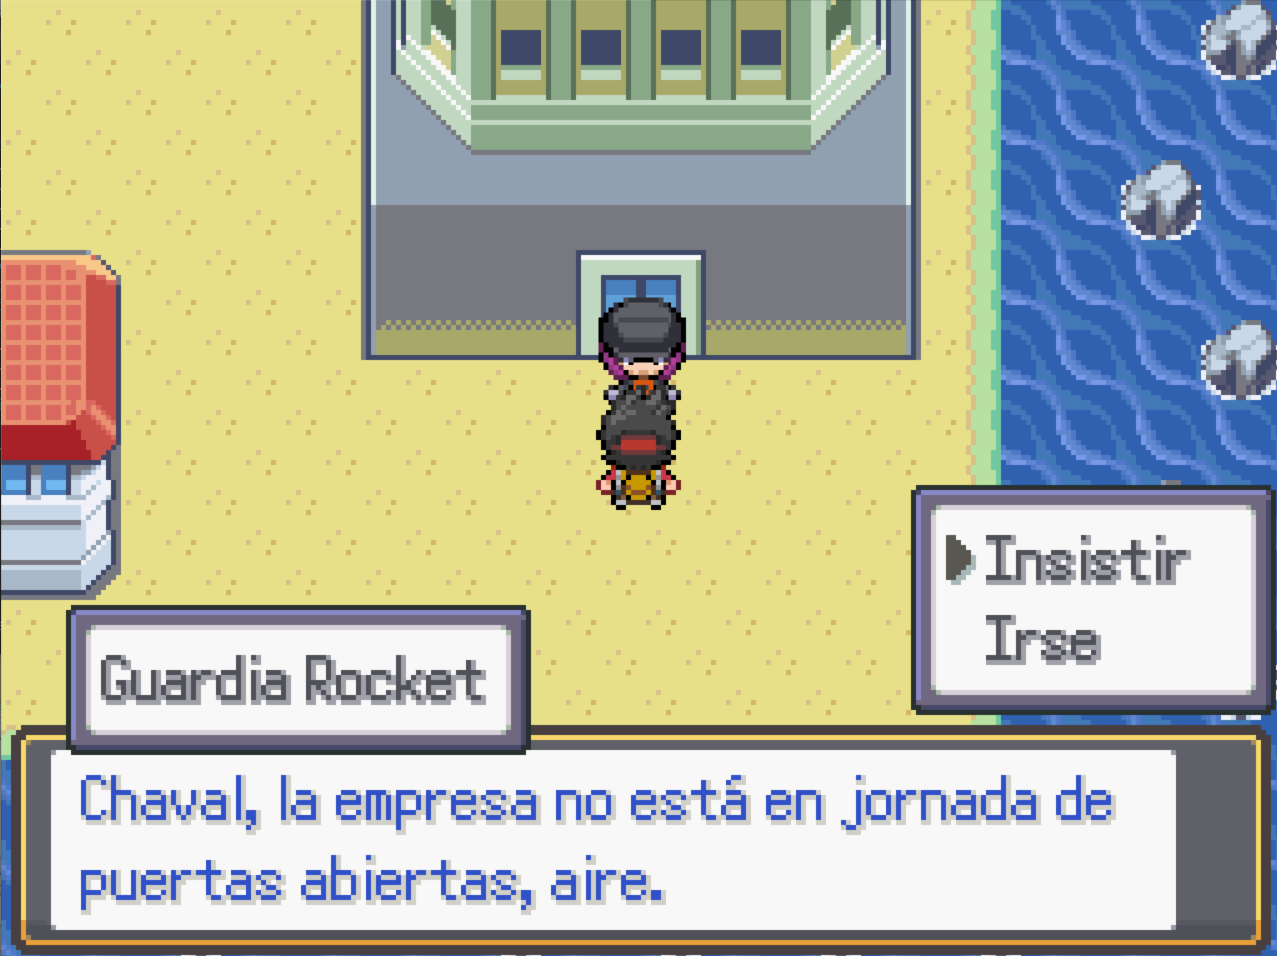 Insistir
Irse
Guardia Rocket
Chaval, la empresa no está en jornada de
puertas abiertas, aire.